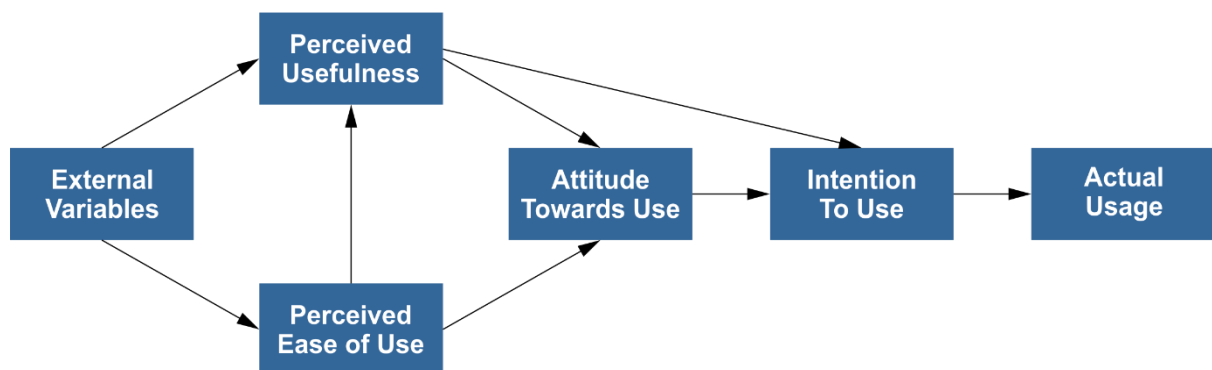 Perceived
Usefulness
External
Variables
Attitude
Towards Use
Intention
To Use
Actual
Usage
Perceived
Ease of Use